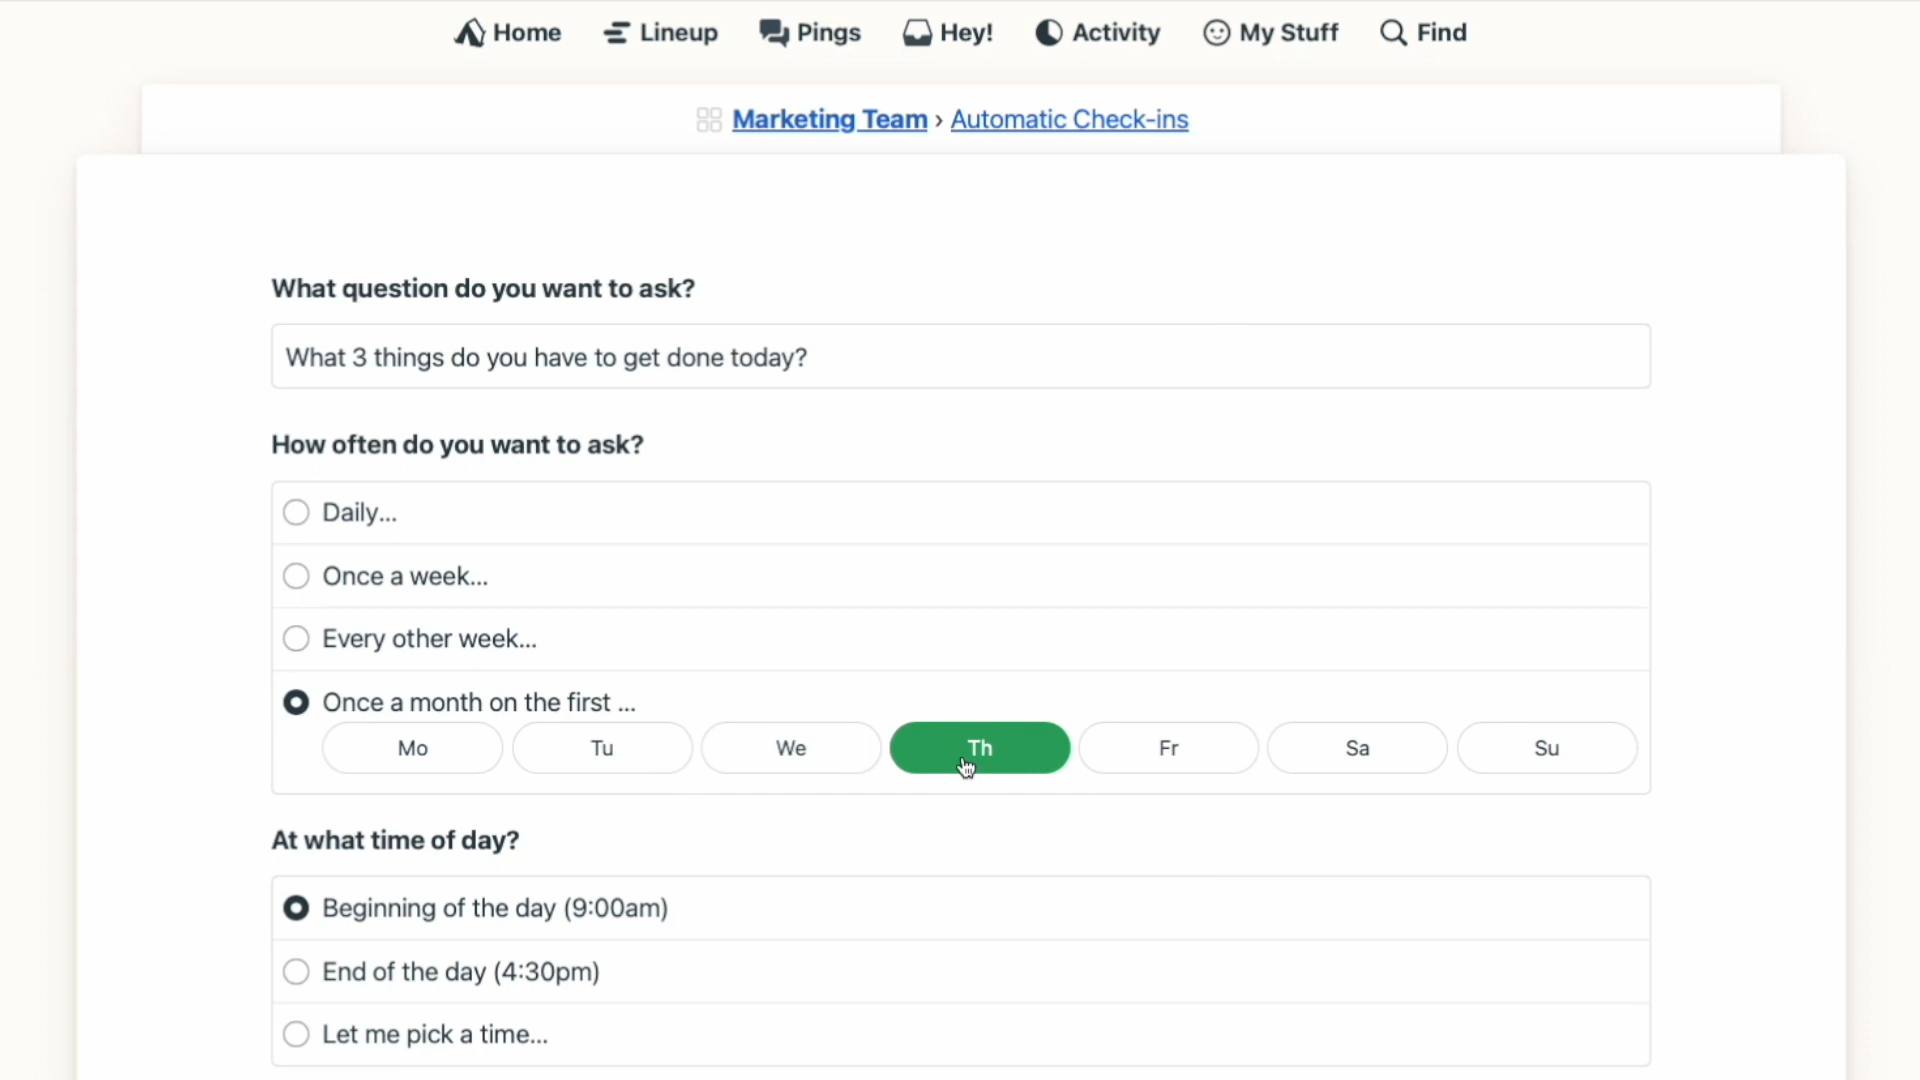 Home Lineup Pings Hey! Activity My Stuff Find
Marketing Team › Automatic Check-ins
What question do you want to ask?
What 3 things do you have to get done today?
How often do you want to ask?
Daily...
Once a week...
Every other week...
Once a month on the first ...
Mo Tu We Th Fr Sa Su
At what time of day?
Beginning of the day (9:00am)
End of the day (4:30pm)
Let me pick a time...